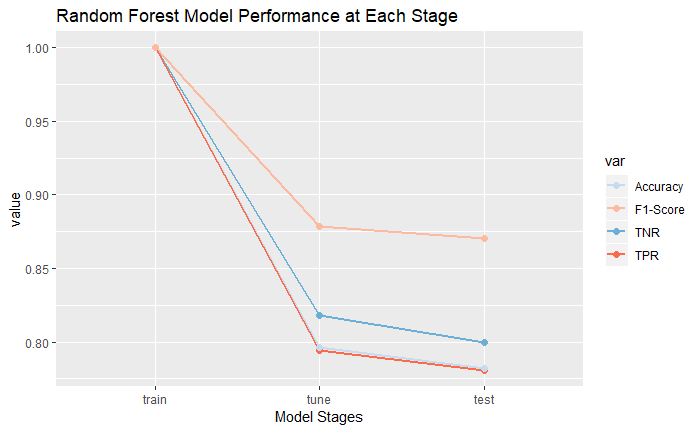 Random Forest Model Performance at Each Stage
value
1.00
0.95
0.90
0.85
0.80
train tune test
Model Stages
var
Accuracy
F1-Score
TNR
TPR